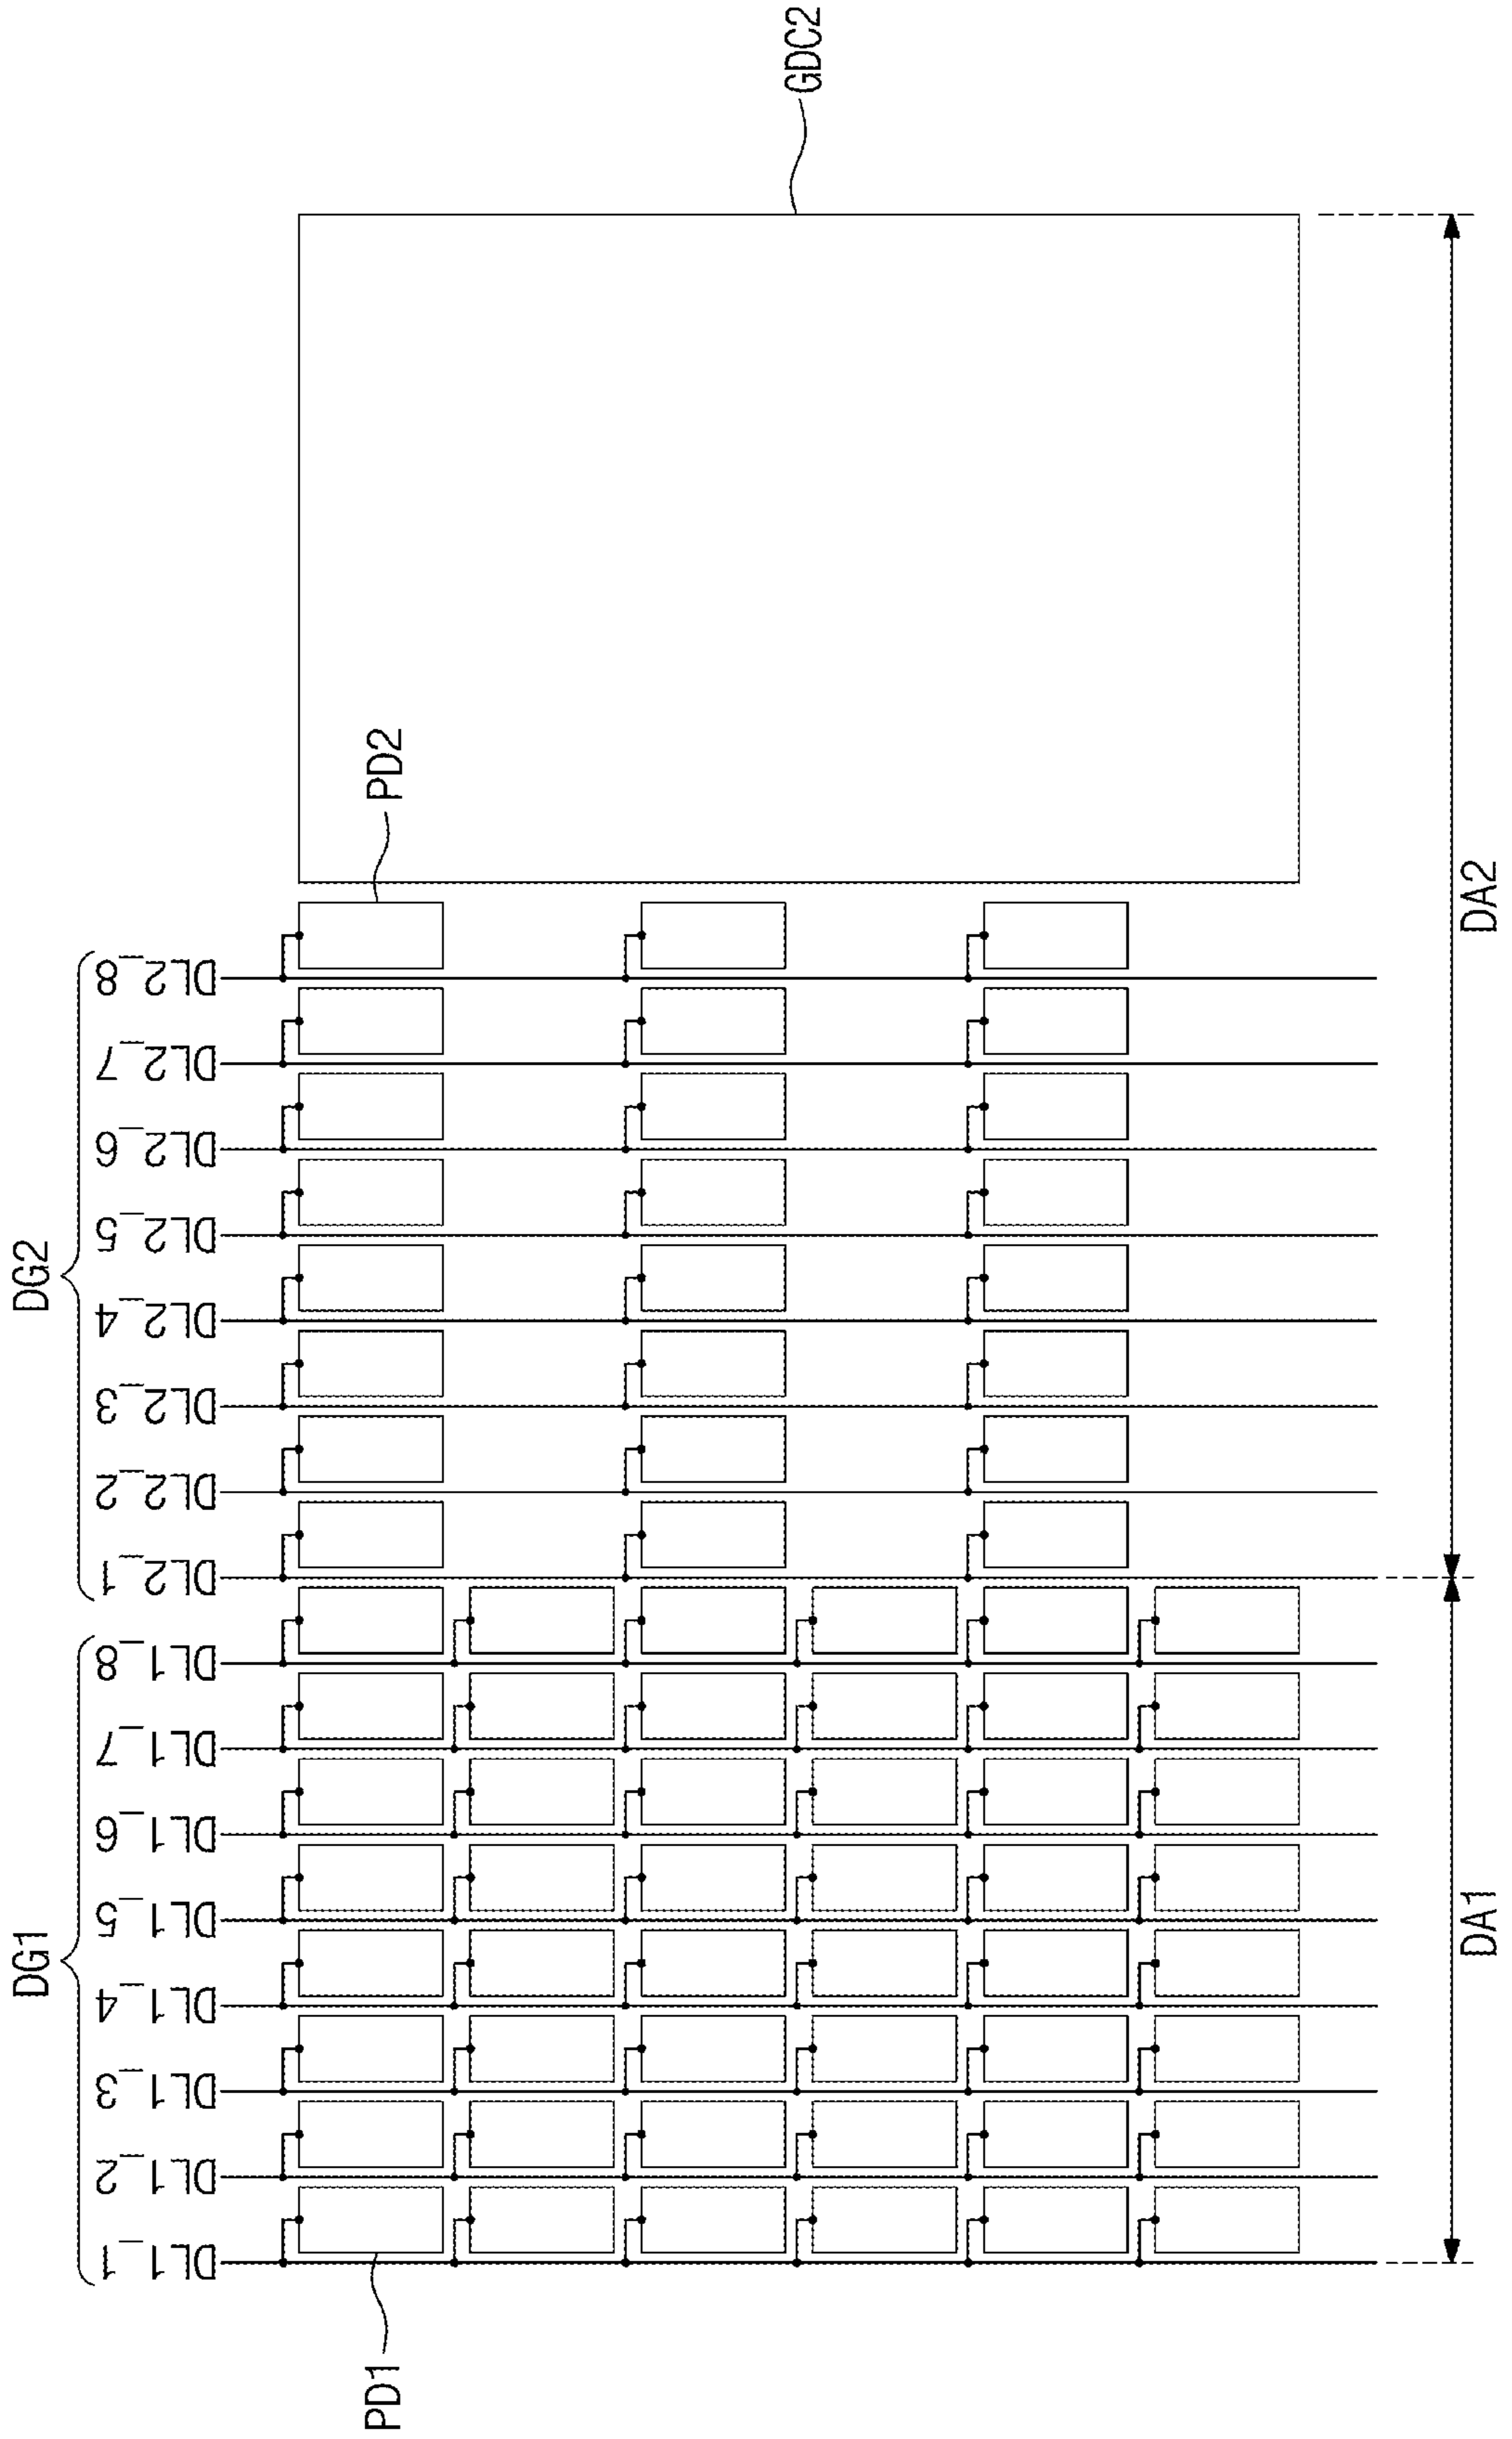 DG1
DG2
DL1_1
DL1_2
DL1_3
DL1_4
DL1_5
DL1_6
DL1_7
DL1_8
DL2_1
DL2_2
DL2_3
DL2_4
DL2_5
DL2_6
DL2_7
DL2_8
PD1
PD2
GDC2
DA1
DA2